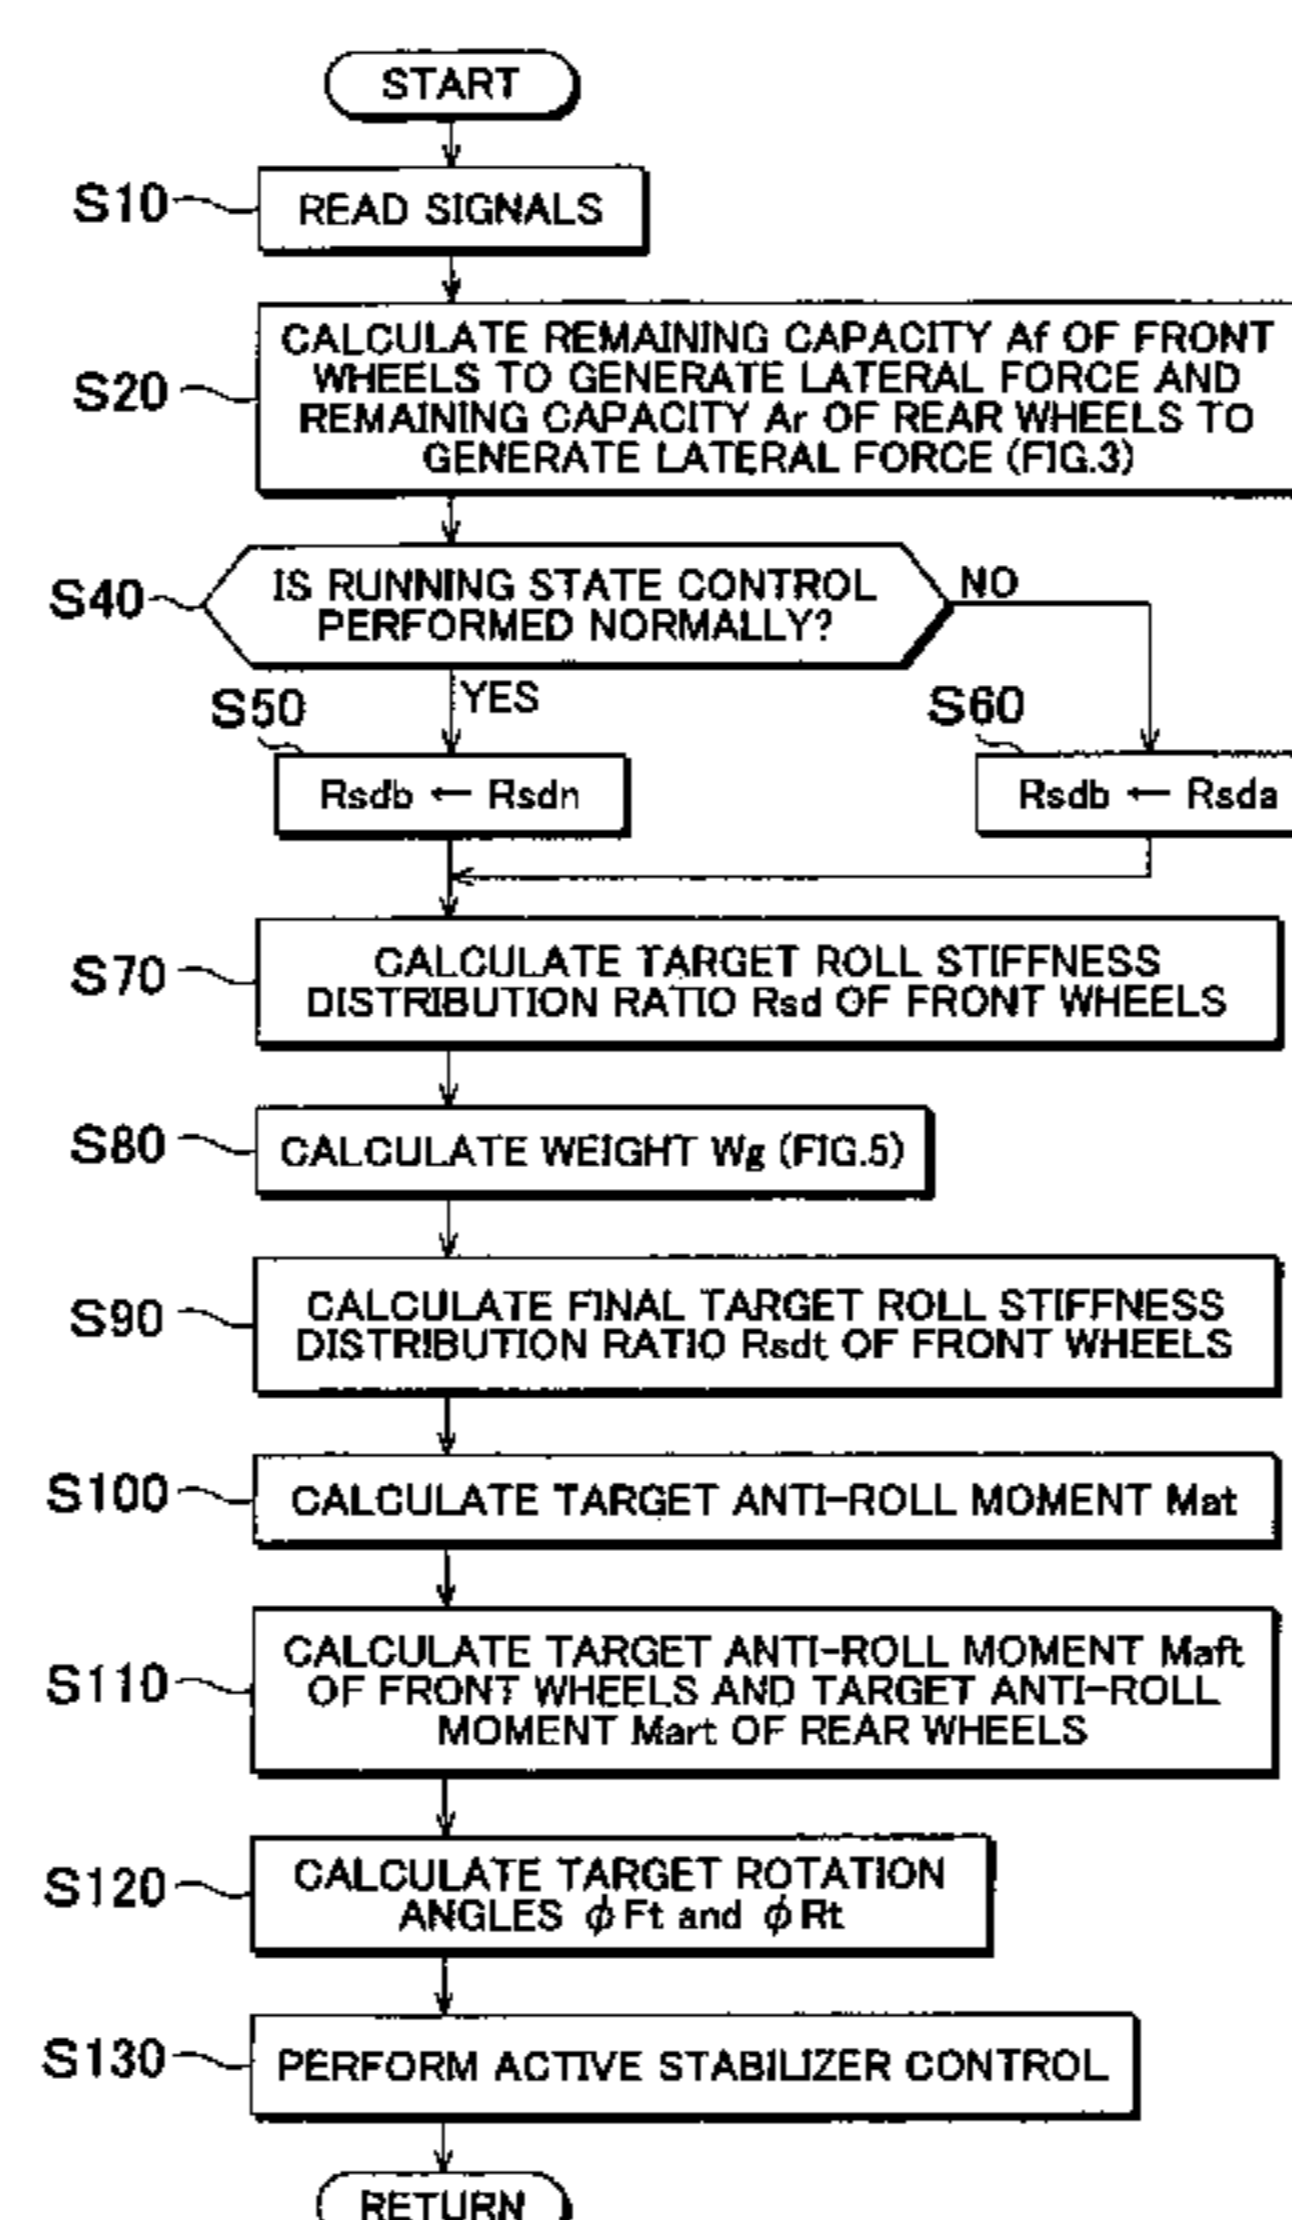 START
S10
READ SIGNALS
S20
CALCULATE REMAINING CAPACITY Af OF FRONT
WHEELS TO GENERATE LATERAL FORCE AND
REMAINING CAPACITY Ar OF REAR WHEELS TO
GENERATE LATERAL FORCE (FIG.3)
S40
IS RUNNING STATE CONTROL
PERFORMED NORMALLY?
NO
YES
S50
Rsdb ← Rsdn
S60
Rsdb ← Rsda
S70
CALCULATE TARGET ROLL STIFFNESS
DISTRIBUTION RATIO Rsd OF FRONT WHEELS
S80
CALCULATE WEIGHT Wg (FIG.5)
S90
CALCULATE FINAL TARGET ROLL STIFFNESS
DISTRIBUTION RATIO Rsdt OF FRONT WHEELS
S100
CALCULATE TARGET ANTI-ROLL MOMENT Mat
S110
CALCULATE TARGET ANTI-ROLL MOMENT Maft
OF FRONT WHEELS AND TARGET ANTI-ROLL
MOMENT Mart OF REAR WHEELS
S120
CALCULATE TARGET ROTATION
ANGLES ϕFt and ϕRt
S130
PERFORM ACTIVE STABILIZER CONTROL
RETURN